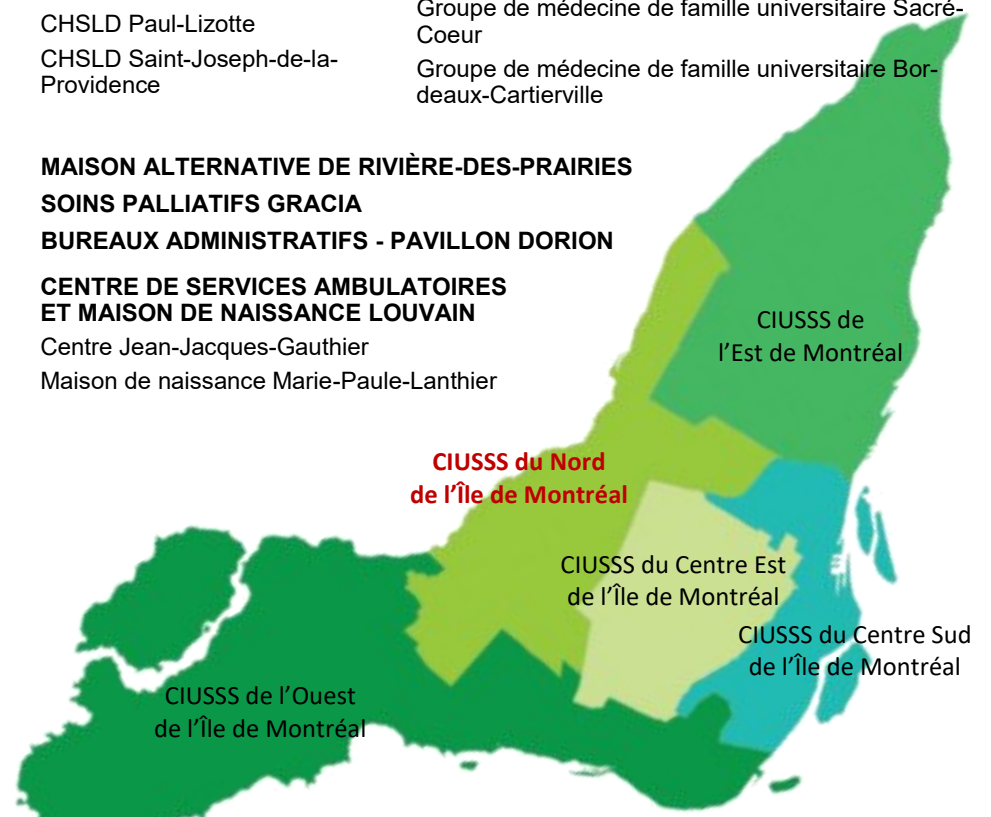 CHSLD Paul-Lizotte
CHSLD Saint-Joseph-de-la-
Providence
Groupe de médecine de famille universitaire Sacré-
Coeur
Groupe de médecine de famille universitaire Bor-
deaux-Cartierville
MAISON ALTERNATIVE DE RIVIÈRE-DES-PRAIRIES
SOINS PALLIATIFS GRACIA
BUREAUX ADMINISTRATIFS - PAVILLON DORION
CENTRE DE SERVICES AMBULATOIRES
ET MAISON DE NAISSANCE LOUVAIN
Centre Jean-Jacques-Gauthier
Maison de naissance Marie-Paule-Lanthier
CIUSSS de
l’Est de Montréal
CIUSSS du Nord
de l’Île de Montréal
CIUSSS du Centre Est
de l’Île de Montréal
CIUSSS du Centre Sud
de l’Île de Montréal
CIUSSS de l’Ouest
de l’Île de Montréal